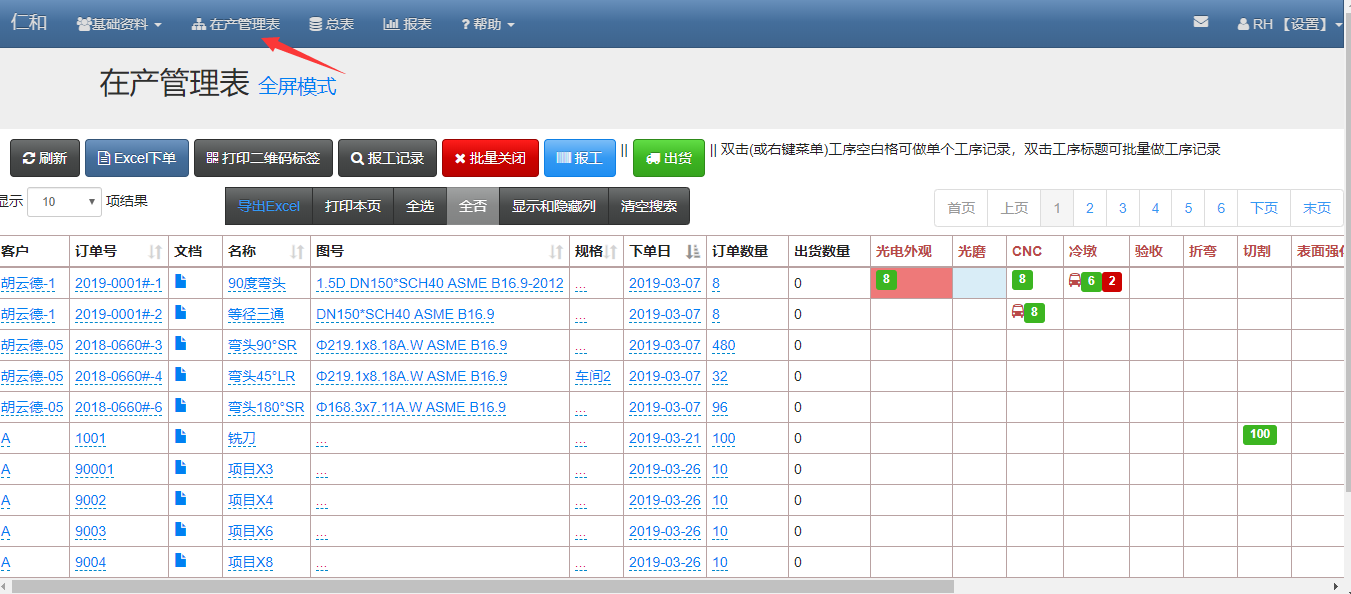 仁和 基础资料 在产管理表 总表 报表 ? 帮助 RH 【设置】
在产管理表 全屏模式
刷新 Excel下单 打印二维码标签 报工记录 批量关闭 报工 || 出货 || 双击(或右键菜单)工序空白格可做单个工序记录，双击工序标题可批量做工序记录
显示 10 项结果 导出Excel 打印本页 全选 全否 显示和隐藏列 清空搜索 首页 上页 1 2 3 4 5 6 下页 末页
客户 订单号 文档 名称 图号 规格 下单日 订单数量 出货数量 光电外观 光磨 CNC 冷墩 验收 折弯 切割 表面强
胡云德-1 2019-0001#-1 90度弯头 1.5D DN150*SCH40 ASME B16.9-2012 ... 2019-03-07 8 0 8 8 6 2
胡云德-1 2019-0001#-2 等径三通 DN150*SCH40 ASME B16.9 ... 2019-03-07 8 0 8
胡云德-05 2018-0660#-3 弯头90°SR Φ219.1x8.18A.W ASME B16.9 ... 2019-03-07 480 0
胡云德-05 2018-0660#-4 弯头45°LR Φ219.1x8.18A.W ASME B16.9 车间2 2019-03-07 32 0
胡云德-05 2018-0660#-6 弯头180°SR Φ168.3x7.11A.W ASME B16.9 ... 2019-03-07 96 0
A 1001 铣刀 ... ... 2019-03-21 100 0 100
A 90001 项目X3 ... ... 2019-03-26 10 0
A 9002 项目X4 ... ... 2019-03-26 10 0
A 9003 项目X6 ... ... 2019-03-26 10 0
A 9004 项目X8 ... ... 2019-03-26 10 0